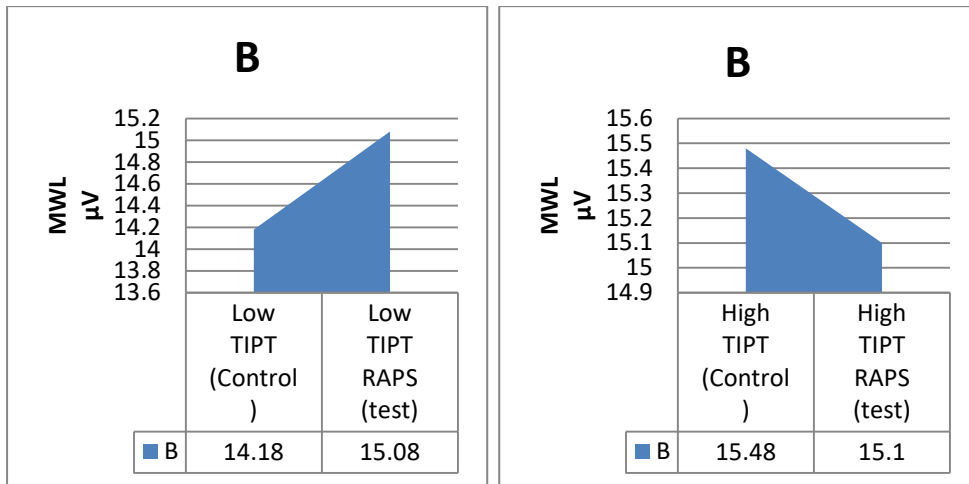 B
MWL
µV
15.2
15
14.8
14.6
14.4
14.2
14
13.8
13.6
Low
TIPT
(Control
)
Low
TIPT
RAPS
(test)
B
14.18
15.08
B
MWL
µV
15.6
15.5
15.4
15.3
15.2
15.1
15
14.9
High
TIPT
(Control
)
High
TIPT
RAPS
(test)
B
15.48
15.1